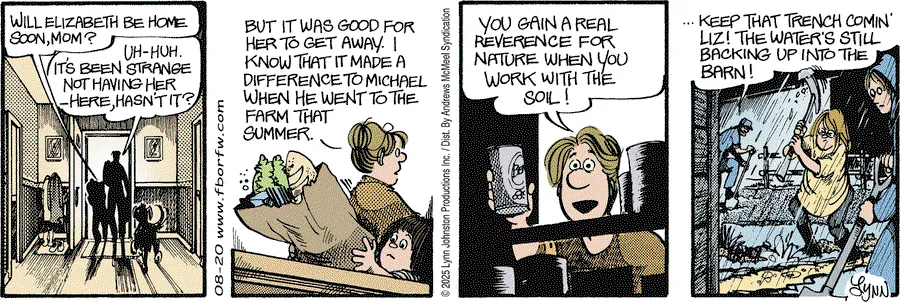 WILL ELIZABETH BE HOME
SOON, MOM?
UH-HUH.
IT'S BEEN STRANGE
NOT HAVING HER
–HERE, HASN'T IT?
08-20 www.fborfw.com
BUT IT WAS GOOD FOR
HER TO GET AWAY. I
KNOW THAT IT MADE A
DIFFERENCE TO MICHAEL
WHEN HE WENT TO THE
FARM THAT
SUMMER.
© 2025 Lynn Johnston Productions Inc. / Dist. By Andrews McMeel Syndication
YOU GAIN A REAL
REVERENCE FOR
NATURE WHEN YOU
WORK WITH THE
SOIL!
... KEEP THAT TRENCH COMIN'
LIZ! THE WATER'S STILL
BACKING UP INTO THE
BARN!
LYNN